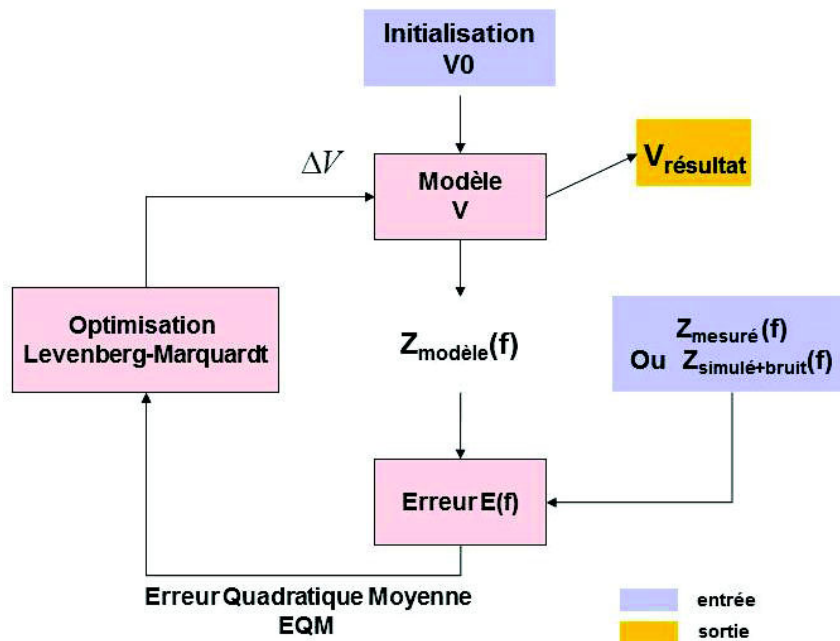 Initialisation
V0
ΔV
Modèle
V
Vrésultat
Optimisation
Levenberg-Marquardt
Zmodèle(f)
Zmesuré(f)
Ou Zsimulé+bruit(f)
Erreur E(f)
Erreur Quadratique Moyenne
EQM
entrée
sortie